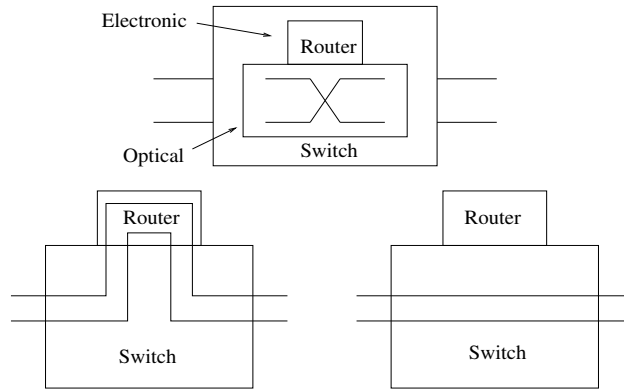 Electronic
Router
Optical
Switch
Router
Router
Switch
Switch